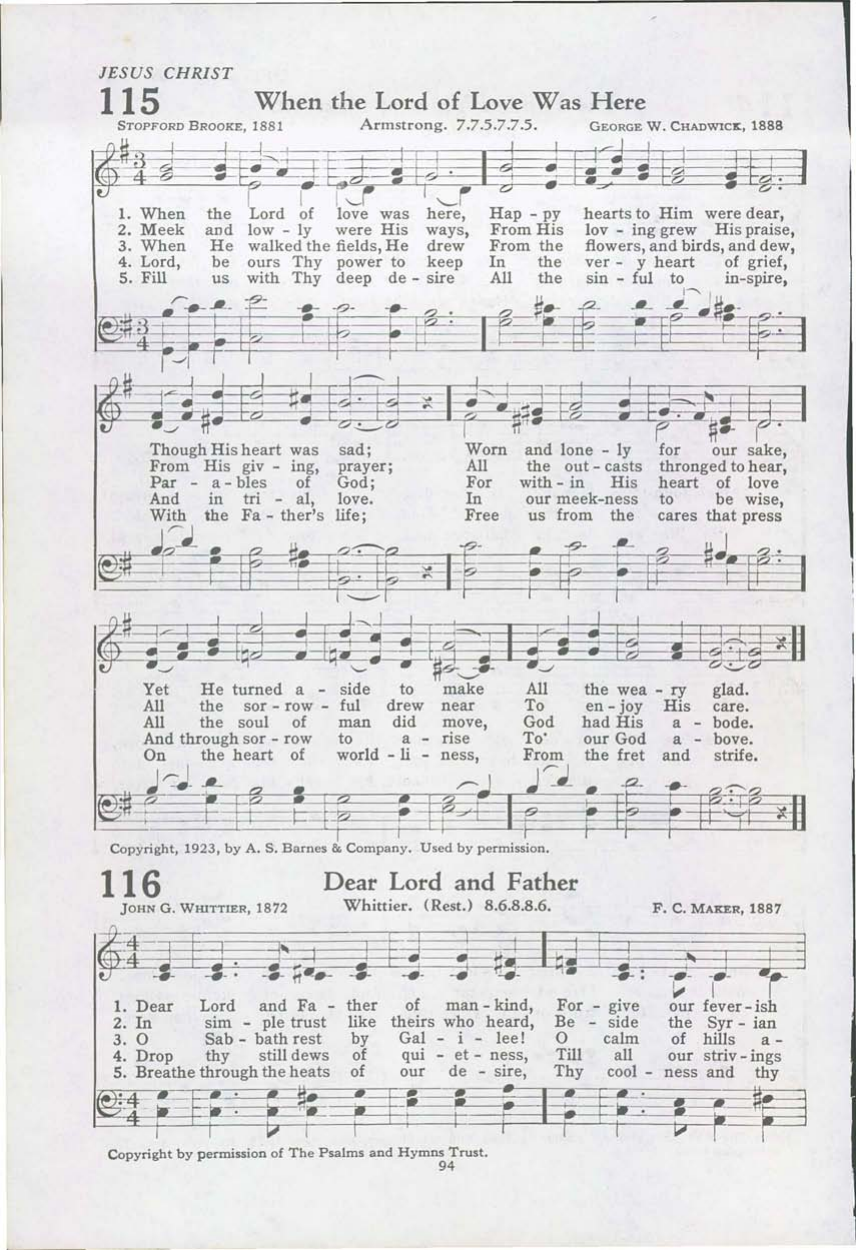 JESUS CHRIST
115 When the Lord of Love Was Here
STOPFORD BROOKE, 1881 Armstrong. 7.7.5.7.7.5. GEORGE W. CHADWICK, 1888
1. When the Lord of love was here, Hap - py hearts to Him were dear,
2. Meek and low - ly were His ways, From His lov - ing grew His praise,
3. When He walked the fields, He drew From the flowers, and birds, and dew,
4. Lord, be ours Thy power to keep In the ver - y heart of grief,
5. Fill us with Thy deep de - sire All the sin - ful to in-spire,
Though His heart was sad; Worn and lone - ly for our sake,
From His giv - ing, prayer; All the out - casts thronged to hear,
Par - a - bles of God; For with - in His heart of love
And in tri - al, love. In our meek-ness to be wise,
With the Fa - ther's life; Free us from the cares that press
Yet He turned a - side to make All the wea - ry glad.
All the sor - row - ful drew near To en - joy His care.
All the soul of man did move, God had His a - bode.
And through sor - row to a - rise To our God a - bove.
On the heart of world - li - ness, From the fret and strife.
Copyright, 1923, by A. S. Barnes & Company. Used by permission.
116 Dear Lord and Father
JOHN G. WHITTIER, 1872 Whittier. (Rest.) 8.6.8.8.6. F. C. MAKER, 1887
1. Dear Lord and Fa - ther of man - kind, For - give our fever - ish
2. In sim - ple trust like theirs who heard, Be - side the Syr - ian
3. O Sab - bath rest by Gal - i - lee! O calm of hills a -
4. Drop thy still dews of qui - et - ness, Till all our striv - ings
5. Breathe through the heats of our de - sire, Thy cool - ness and thy
Copyright by permission of The Psalms and Hymns Trust.
94